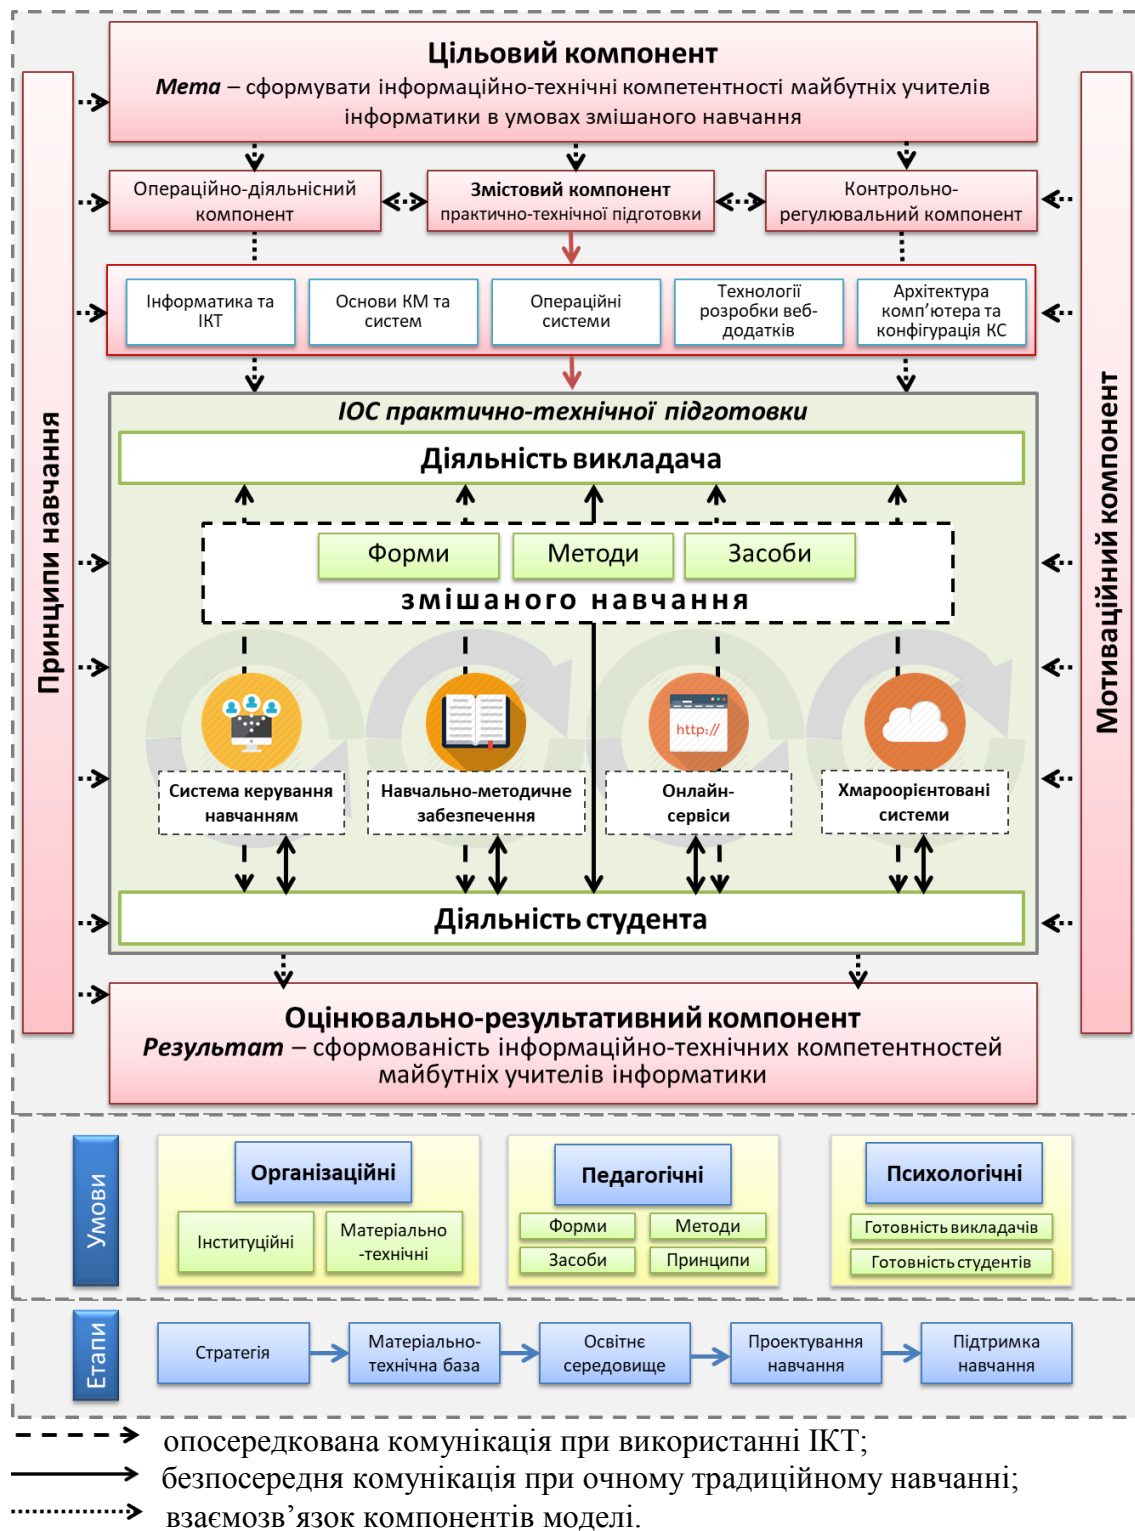 Цільовий компонент
Мета – сформувати інформаційно-технічні компетентності майбутніх учителів
інформатики в умовах змішаного навчання
Принципи навчання
Мотиваційний компонент
Операційно-діяльнісний
компонент
Змістовий компонент
практично-технічної підготовки
Контрольно-
регулювальний компонент
Інформатика та
ІКТ
Основи КМ та
систем
Операційні
системи
Технології
розробки веб-
додатків
Архітектура
комп’ютера та
конфігурація КС
ІОС практично-технічної підготовки
Діяльність викладача
Форми
Методи
Засоби
змішаного навчання
http://
Система керування
навчанням
Навчально-методичне
забезпечення
Онлайн-
сервіси
Хмароорієнтовані
системи
Діяльність студента
Оцінювально-результативний компонент
Результат – сформованість інформаційно-технічних компетентностей
майбутніх учителів інформатики
Умови
Організаційні
Інституційні
Матеріально
-технічні
Педагогічні
Форми
Методи
Засоби
Принципи
Психологічні
Готовність викладачів
Готовність студентів
Етапи
Стратегія
Матеріально-
технічна база
Освітнє
середовище
Проектування
навчання
Підтримка
навчання
опосередкована комунікація при використанні ІКТ;
безпосередня комунікація при очному традиційному навчанні;
взаємозв’язок компонентів моделі.